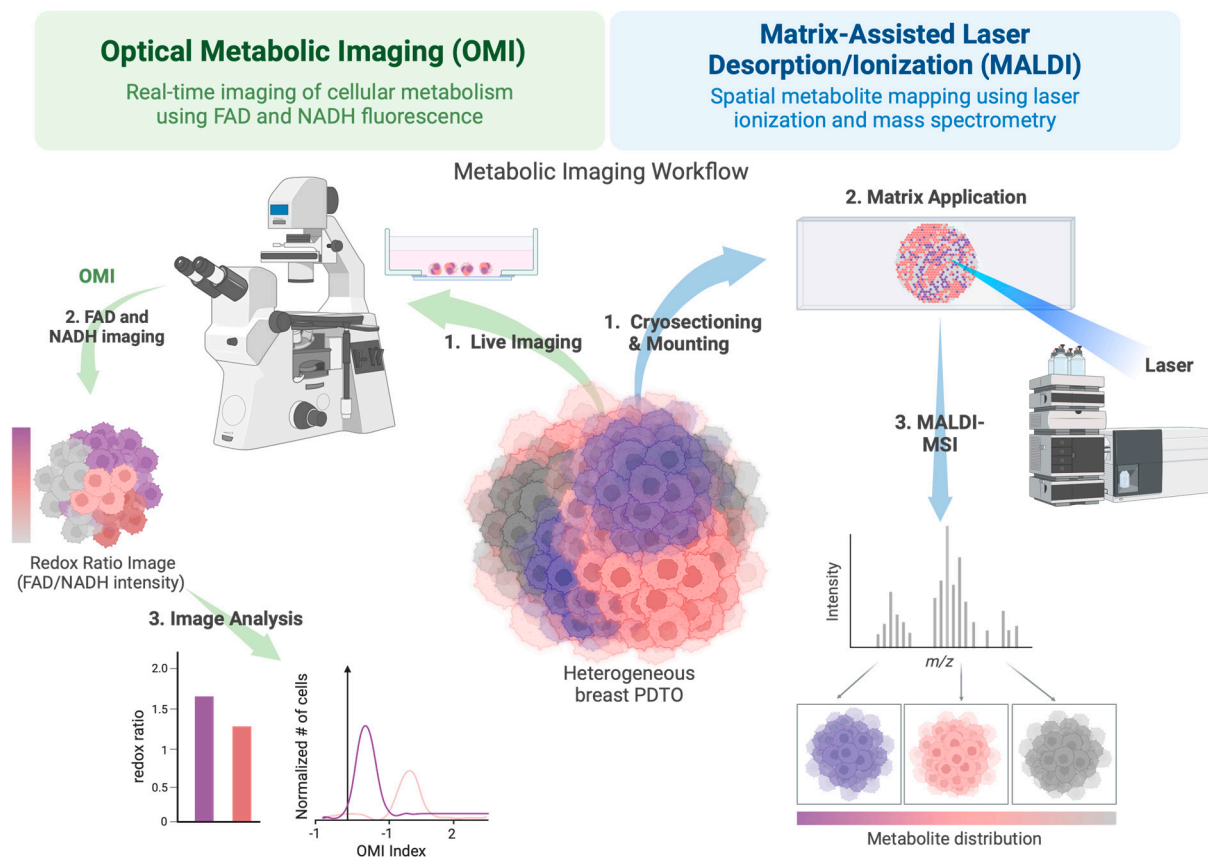 Optical Metabolic Imaging (OMI)
Real-time imaging of cellular metabolism
using FAD and NADH fluorescence
Matrix-Assisted Laser
Desorption/Ionization (MALDI)
Spatial metabolite mapping using laser
ionization and mass spectrometry
Metabolic Imaging Workflow
2. Matrix Application
OMI
2. FAD and
NADH imaging
1. Live Imaging
1. Cryosectioning
& Mounting
Laser
3. MALDI-
MSI
Redox Ratio Image
(FAD/NADH intensity)
3. Image Analysis
Heterogeneous
breast PDTO
Intensity
m/z
redox ratio
2.0
1.5
1
0.5
0
Normalized # of cells
-1
-1
2
OMI Index
Metabolite distribution